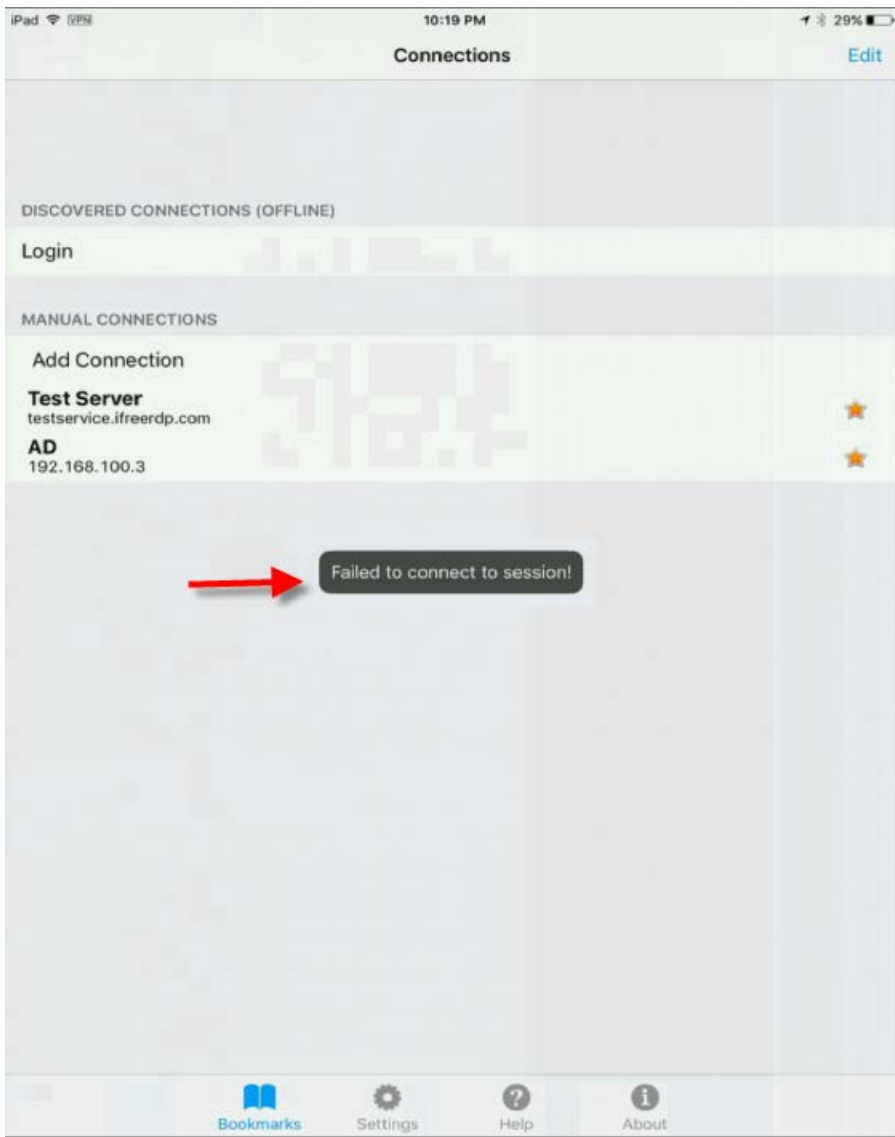 iPad VPN 10:19 PM 29%
Connections Edit
DISCOVERED CONNECTIONS (OFFLINE)
Login
MANUAL CONNECTIONS
Add Connection
Test Server
testservice.ifreerdp.com
AD
192.168.100.3
Failed to connect to session!
Bookmarks Settings Help About